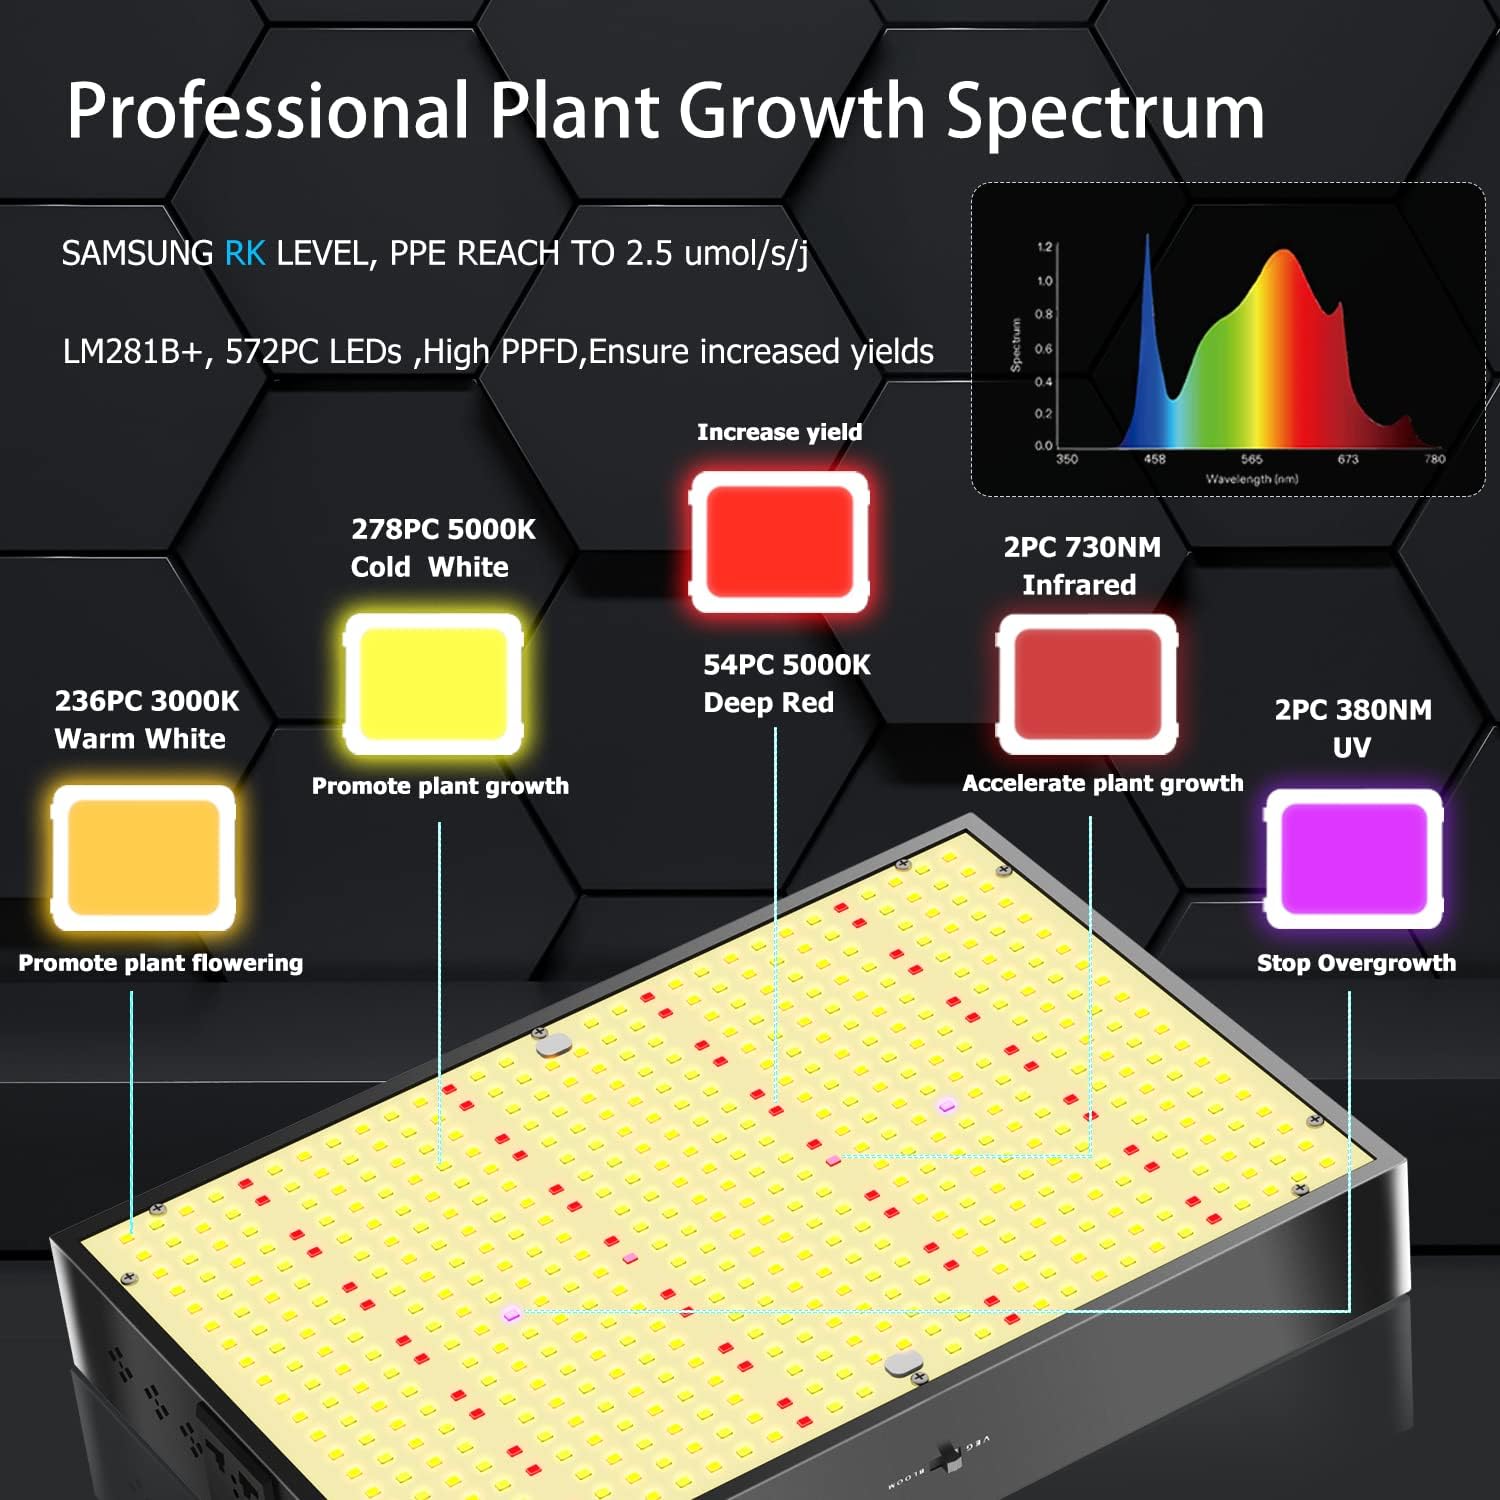 Professional Plant Growth Spectrum
SAMSUNG RK LEVEL, PPE REACH TO 2.5 umol/s/j
LM281B+, 572PC LEDs ,High PPFD,Ensure increased yields
Spectrum
1.2
1.0
0.8
0.6
0.4
0.2
0.0
350 458 565 673 780
Wavelength (nm)
Increase yield
54PC 5000K
Deep Red
278PC 5000K
Cold White
Promote plant growth
2PC 730NM
Infrared
Accelerate plant growth
236PC 3000K
Warm White
Promote plant flowering
2PC 380NM
UV
Stop Overgrowth
VEG
BLOOM